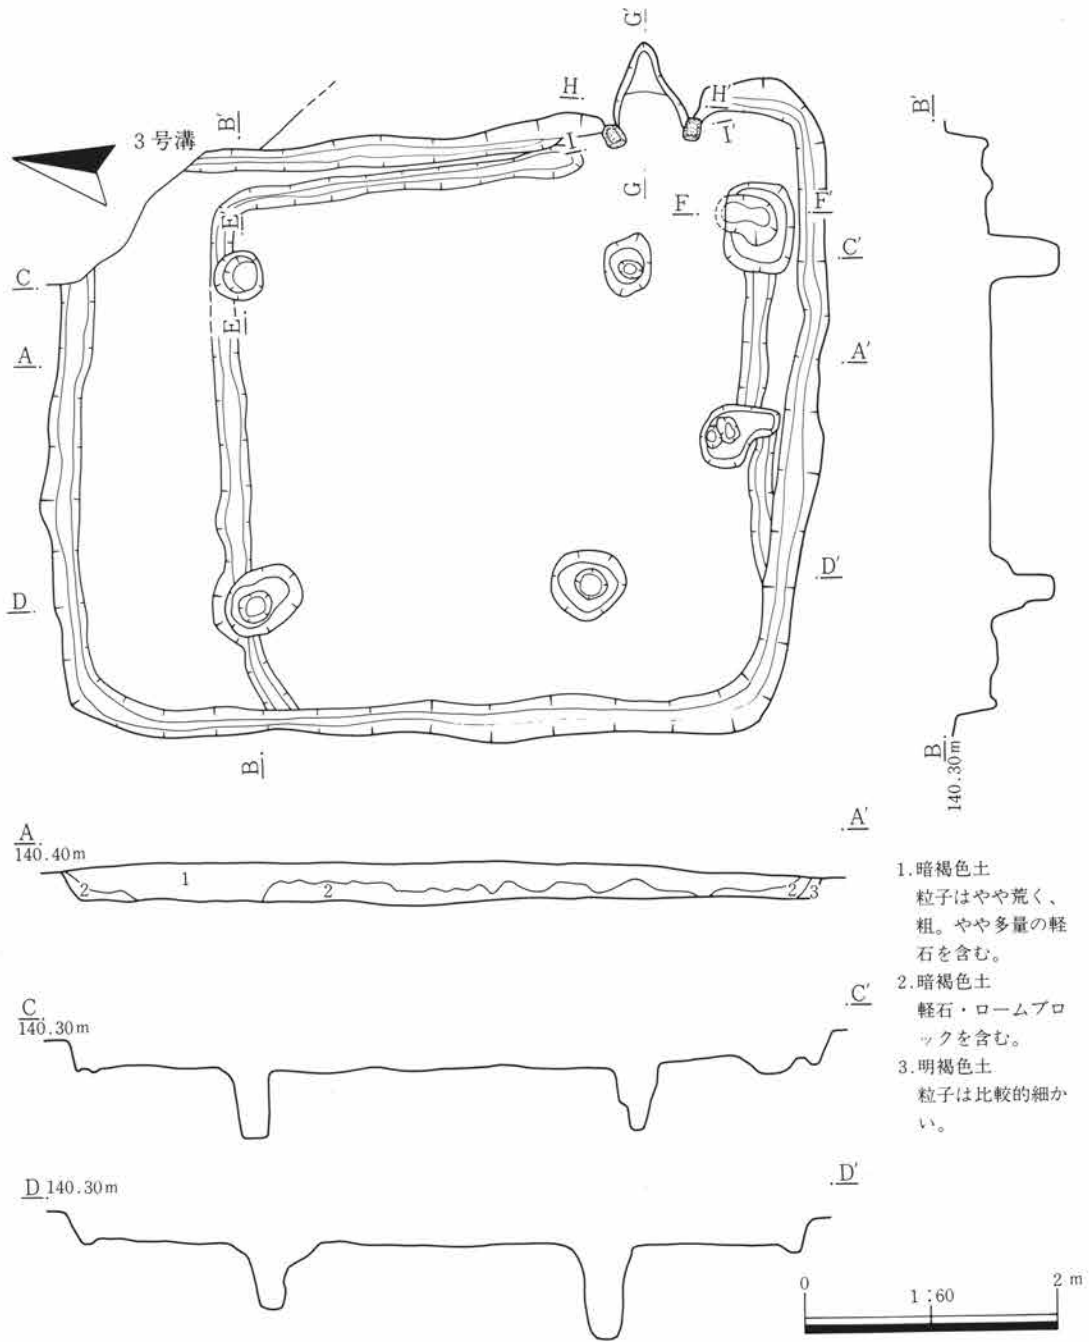 G′
H
H′
B′
3号溝
I
I′
B′
G
F
F′
E′
C
C′
E
A
A′
D
D′
B
B
140.30m
A
140.40m
A′
1
2
2
2
3
1.暗褐色土
粒子はやや荒く、
粗。やや多量の軽
石を含む。
2.暗褐色土
軽石・ロームブロ
ックを含む。
3.明褐色土
粒子は比較的細か
い。
C
140.30m
C′
D 140.30m
D′
0
1:60
2 m